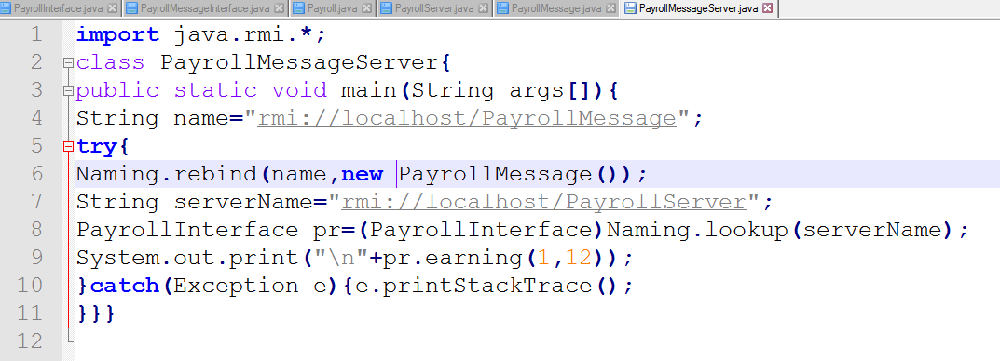 PayrollInterface.java PayrollMessageInterface.java Payroll.java PayrollServer.java PayrollMessage.java PayrollMessageServer.java
1 import java.rmi.*;
2 class PayrollMessageServer{
3 public static void main(String args[]){
4 String name="rmi://localhost/PayrollMessage";
5 try{
6 Naming.rebind(name,new PayrollMessage());
7 String serverName="rmi://localhost/PayrollServer";
8 PayrollInterface pr=(PayrollInterface)Naming.lookup(serverName);
9 System.out.print("\n"+pr.earning(1,12));
10 }catch(Exception e){e.printStackTrace();
11 }}}
12